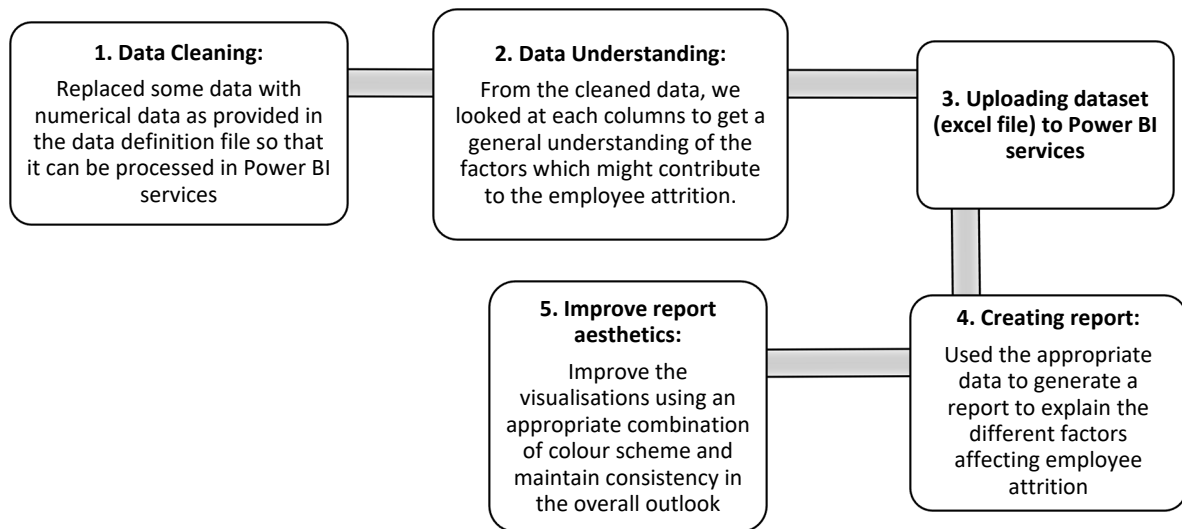 1. Data Cleaning:
Replaced some data with
numerical data as provided in
the data definition file so that
it can be processed in Power BI
services
2. Data Understanding:
From the cleaned data, we
looked at each columns to get a
general understanding of the
factors which might contribute
to the employee attrition.
3. Uploading dataset
(excel file) to Power BI
services
4. Creating report:
Used the appropriate
data to generate a
report to explain the
different factors
affecting employee
attrition
5. Improve report
aesthetics:
Improve the
visualisations using an
appropriate combination
of colour scheme and
maintain consistency in
the overall outlook